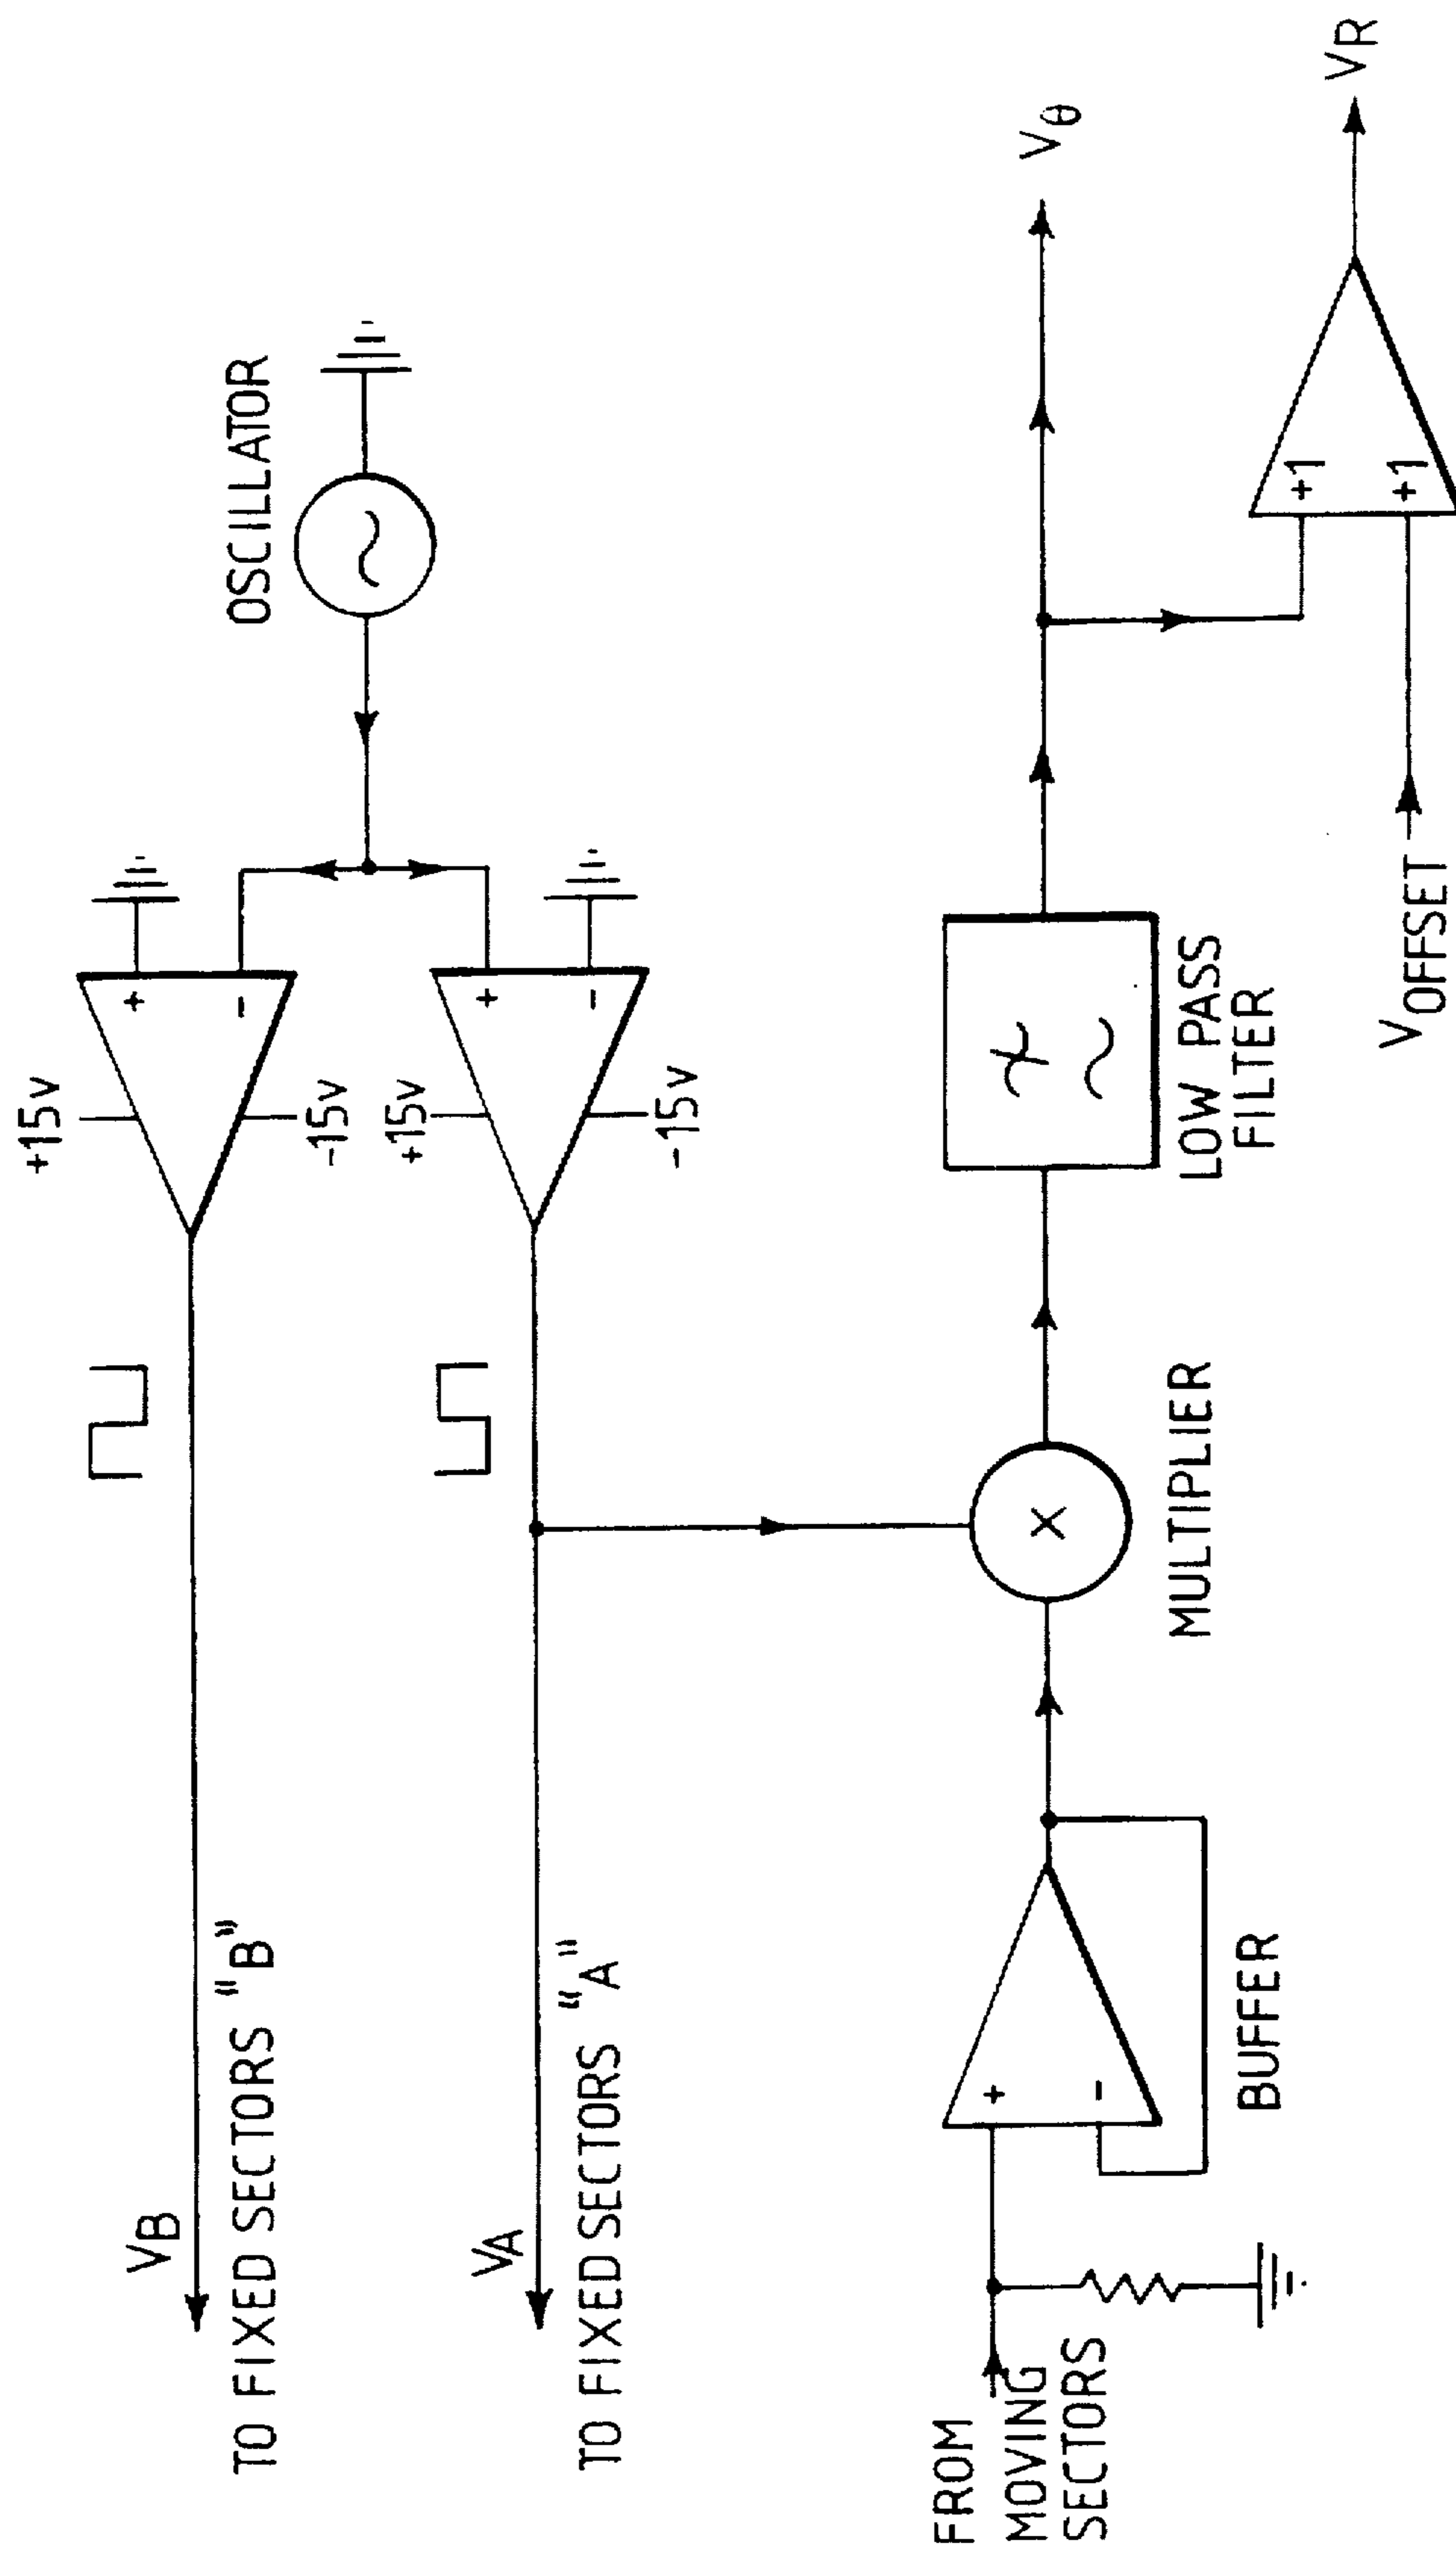 VB
TO FIXED SECTORS "B"
+15v
-15v
+
-
OSCILLATOR
VA
TO FIXED SECTORS "A"
+15v
-15v
+
-
FROM
MOVING
SECTORS
+
-
BUFFER
X
MULTIPLIER
LOW PASS
FILTER
Vθ
VOFFSET
+1
+1
VR